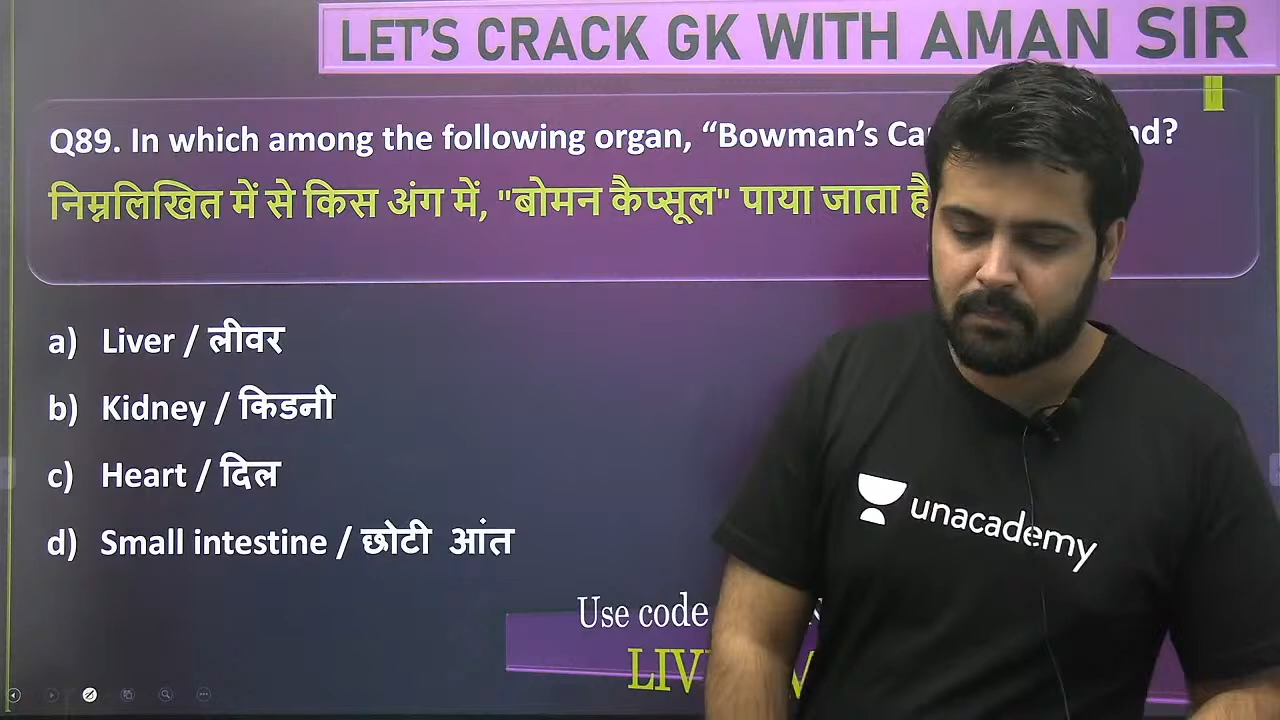 LET'S CRACK GK WITH AMAN SIR
Q89. In which among the following organ, “Bowman’s
निम्नलिखित में से किस अंग में, "बोमन कैप्सूल" पाया जाता है
a) Liver / लीवर
b) Kidney / किडनी
c) Heart / दिल
d) Small intestine / छोटी आंत
unacademy
Use code